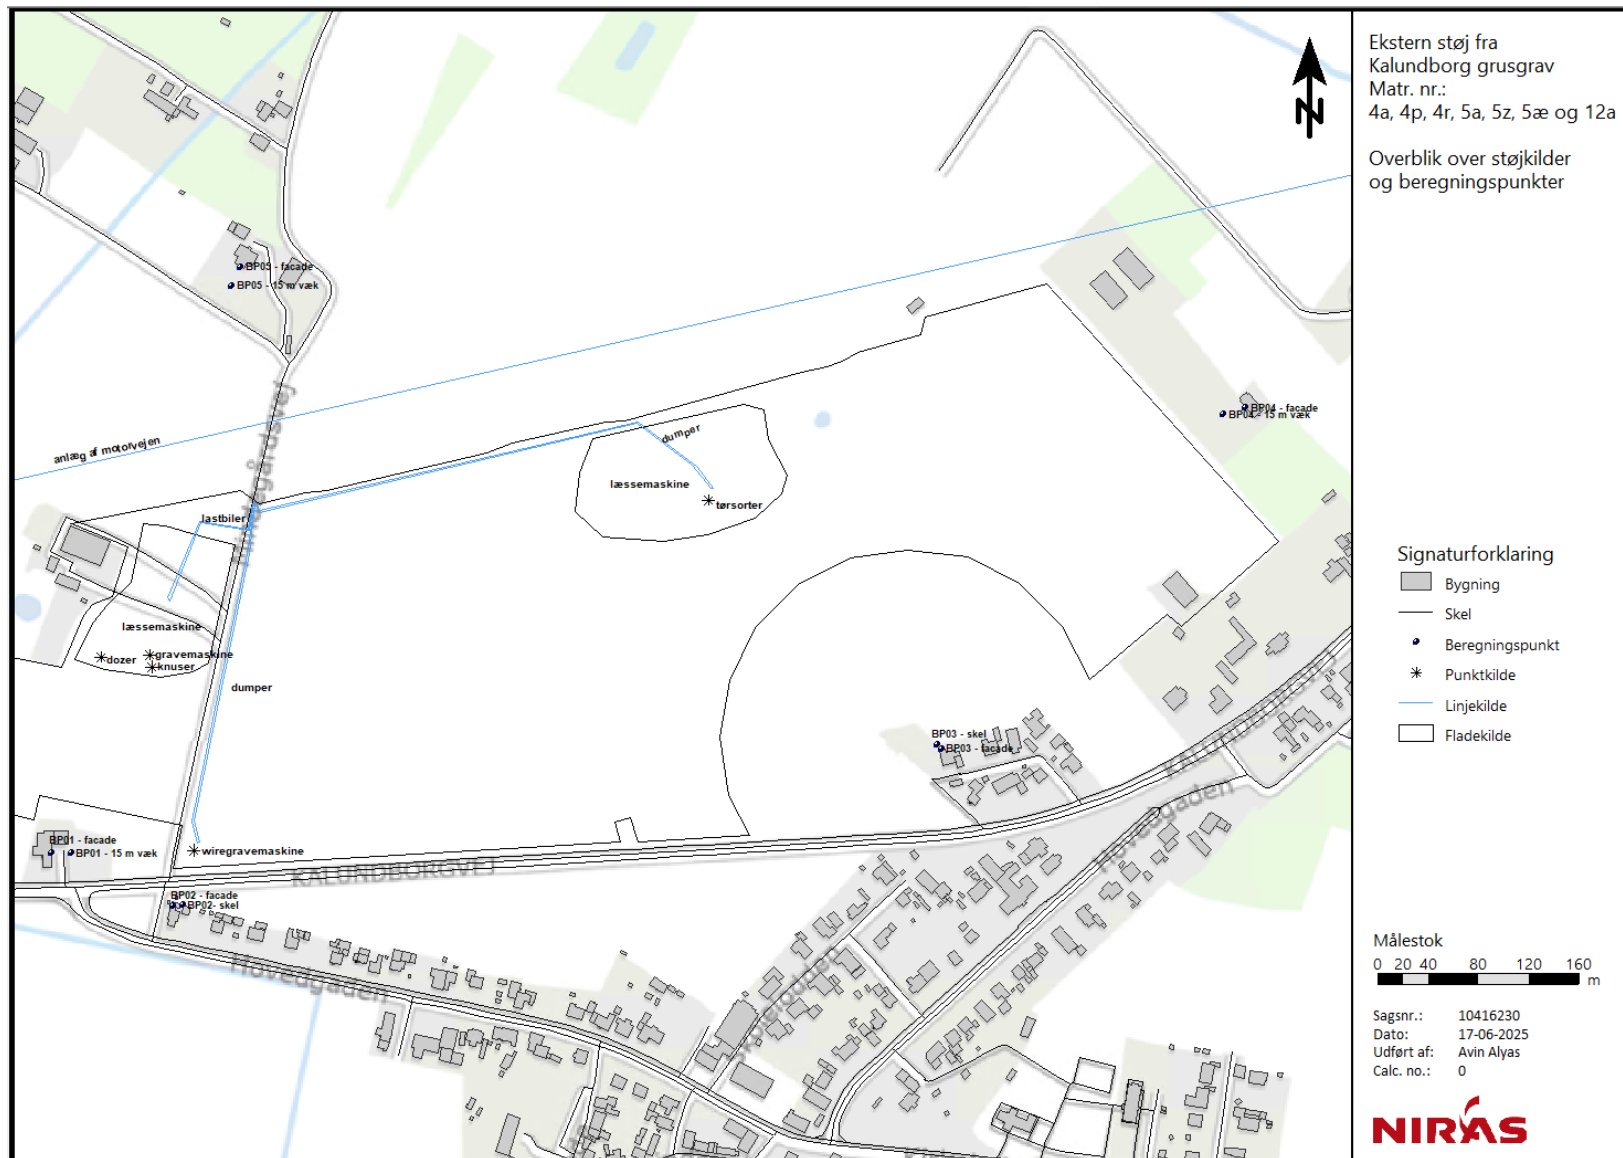 Ekstern støj fra
Kalundborg grusgrav
Matr. nr.:
4a, 4p, 4r, 5a, 5z, 5æ og 12a
Overblik over støjkilder
og beregningspunkter
N
BP05 - facade
BP05 - 15 m væk
anlæg af motorvejen
BP04 - facade
BP04 - 15 m væk
dumper
læssemaskine
tørsorter
lastbiler
læssemaskine
dozer
gravemaskine
knuser
dumper
BP03 - skel
BP03 - facade
KALUNDBORGVEJ
Hovedgaden
BP01 - facade
BP01 - 15 m væk
wiregravemaskine
KALUNDBORGVEJ
BP02 - facade
BP02- skel
Hovedgaden
Signaturforklaring
Bygning
Skel
Beregningspunkt
Punktkilde
Linjekilde
Fladekilde
Målestok
0 20 40 80 120 160
m
Sagsnr.: 10416230
Dato: 17-06-2025
Udført af: Avin Alyas
Calc. no.: 0
NIRAS